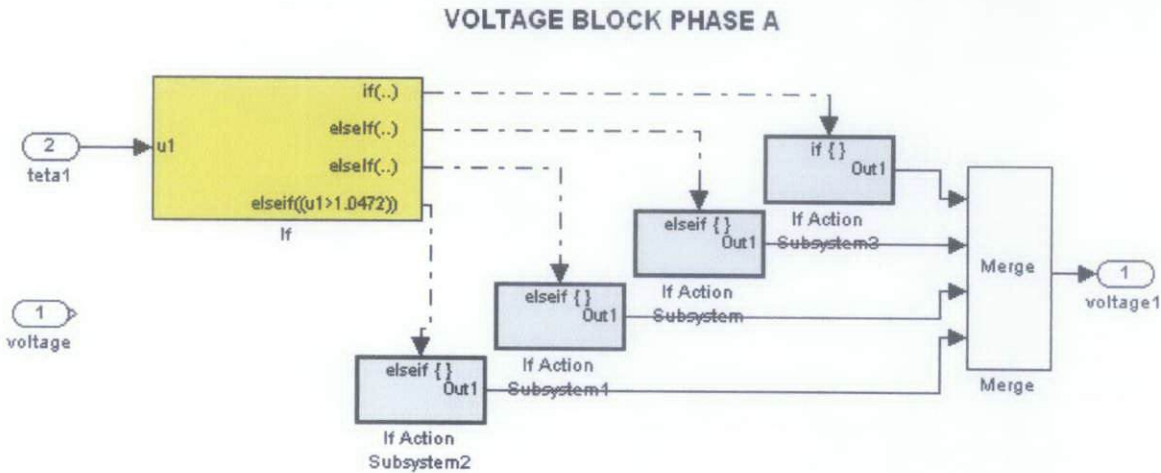 VOLTAGE BLOCK PHASE A
if(..)
elseIf(..)
elseIf(..)
elseif((u1>1.0472))
u1
If
2
teta1
1
voltage
if { }
Out1
If Action
Subsystem3
elseif { }
Out1
If Action
Subsystem
elseif { }
Out1
If Action
Subsystem1
elseif { }
Out1
If Action
Subsystem2
Merge
Merge
1
voltage1